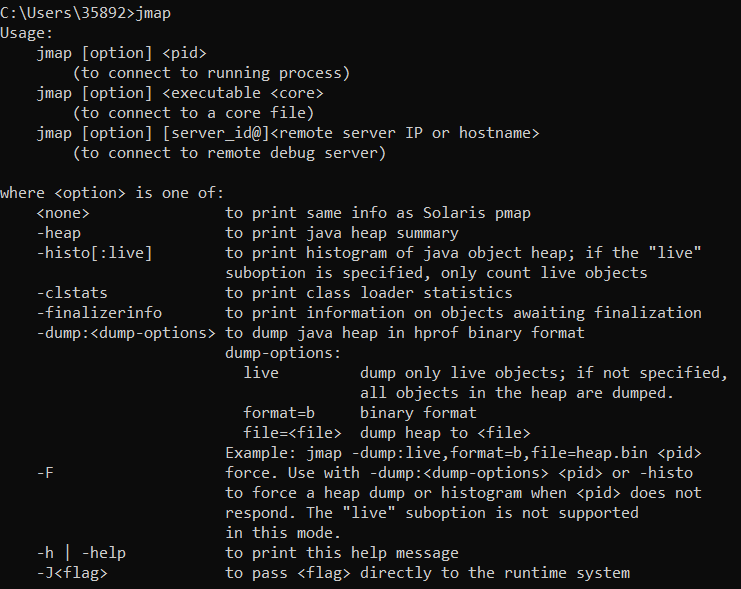 C:\Users\35892>jmap
Usage:
    jmap [option] <pid>
        (to connect to running process)
    jmap [option] <executable <core>
        (to connect to a core file)
    jmap [option] [server_id@]<remote server IP or hostname>
        (to connect to remote debug server)

where <option> is one of:
    <none>               to print same info as Solaris pmap
    -heap                to print java heap summary
    -histo[:live]        to print histogram of java object heap; if the "live"
                         suboption is specified, only count live objects
    -clstats             to print class loader statistics
    -finalizerinfo       to print information on objects awaiting finalization
    -dump:<dump-options> to dump java heap in hprof binary format
                         dump-options:
                           live         dump only live objects; if not specified,
                                        all objects in the heap are dumped.
                           format=b     binary format
                           file=<file>  dump heap to <file>
                         Example: jmap -dump:live,format=b,file=heap.bin <pid>
    -F                   force. Use with -dump:<dump-options> <pid> or -histo
                         to force a heap dump or histogram when <pid> does not
                         respond. The "live" suboption is not supported
                         in this mode.
    -h | -help           to print this help message
    -J<flag>             to pass <flag> directly to the runtime system